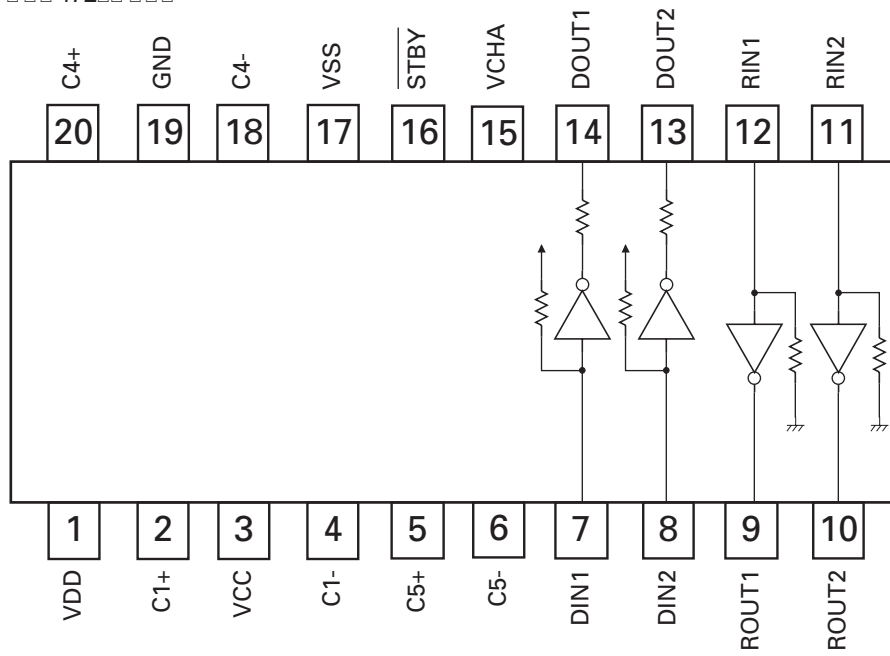 C4+ GND C4- VSS S̅T̅B̅Y̅ VCHA DOUT1 DOUT2 RIN1 RIN2
20 19 18 17 16 15 14 13 12 11
1 2 3 4 5 6 7 8 9 10
VDD C1+ VCC C1- C5+ C5- DIN1 DIN2 ROUT1 ROUT2